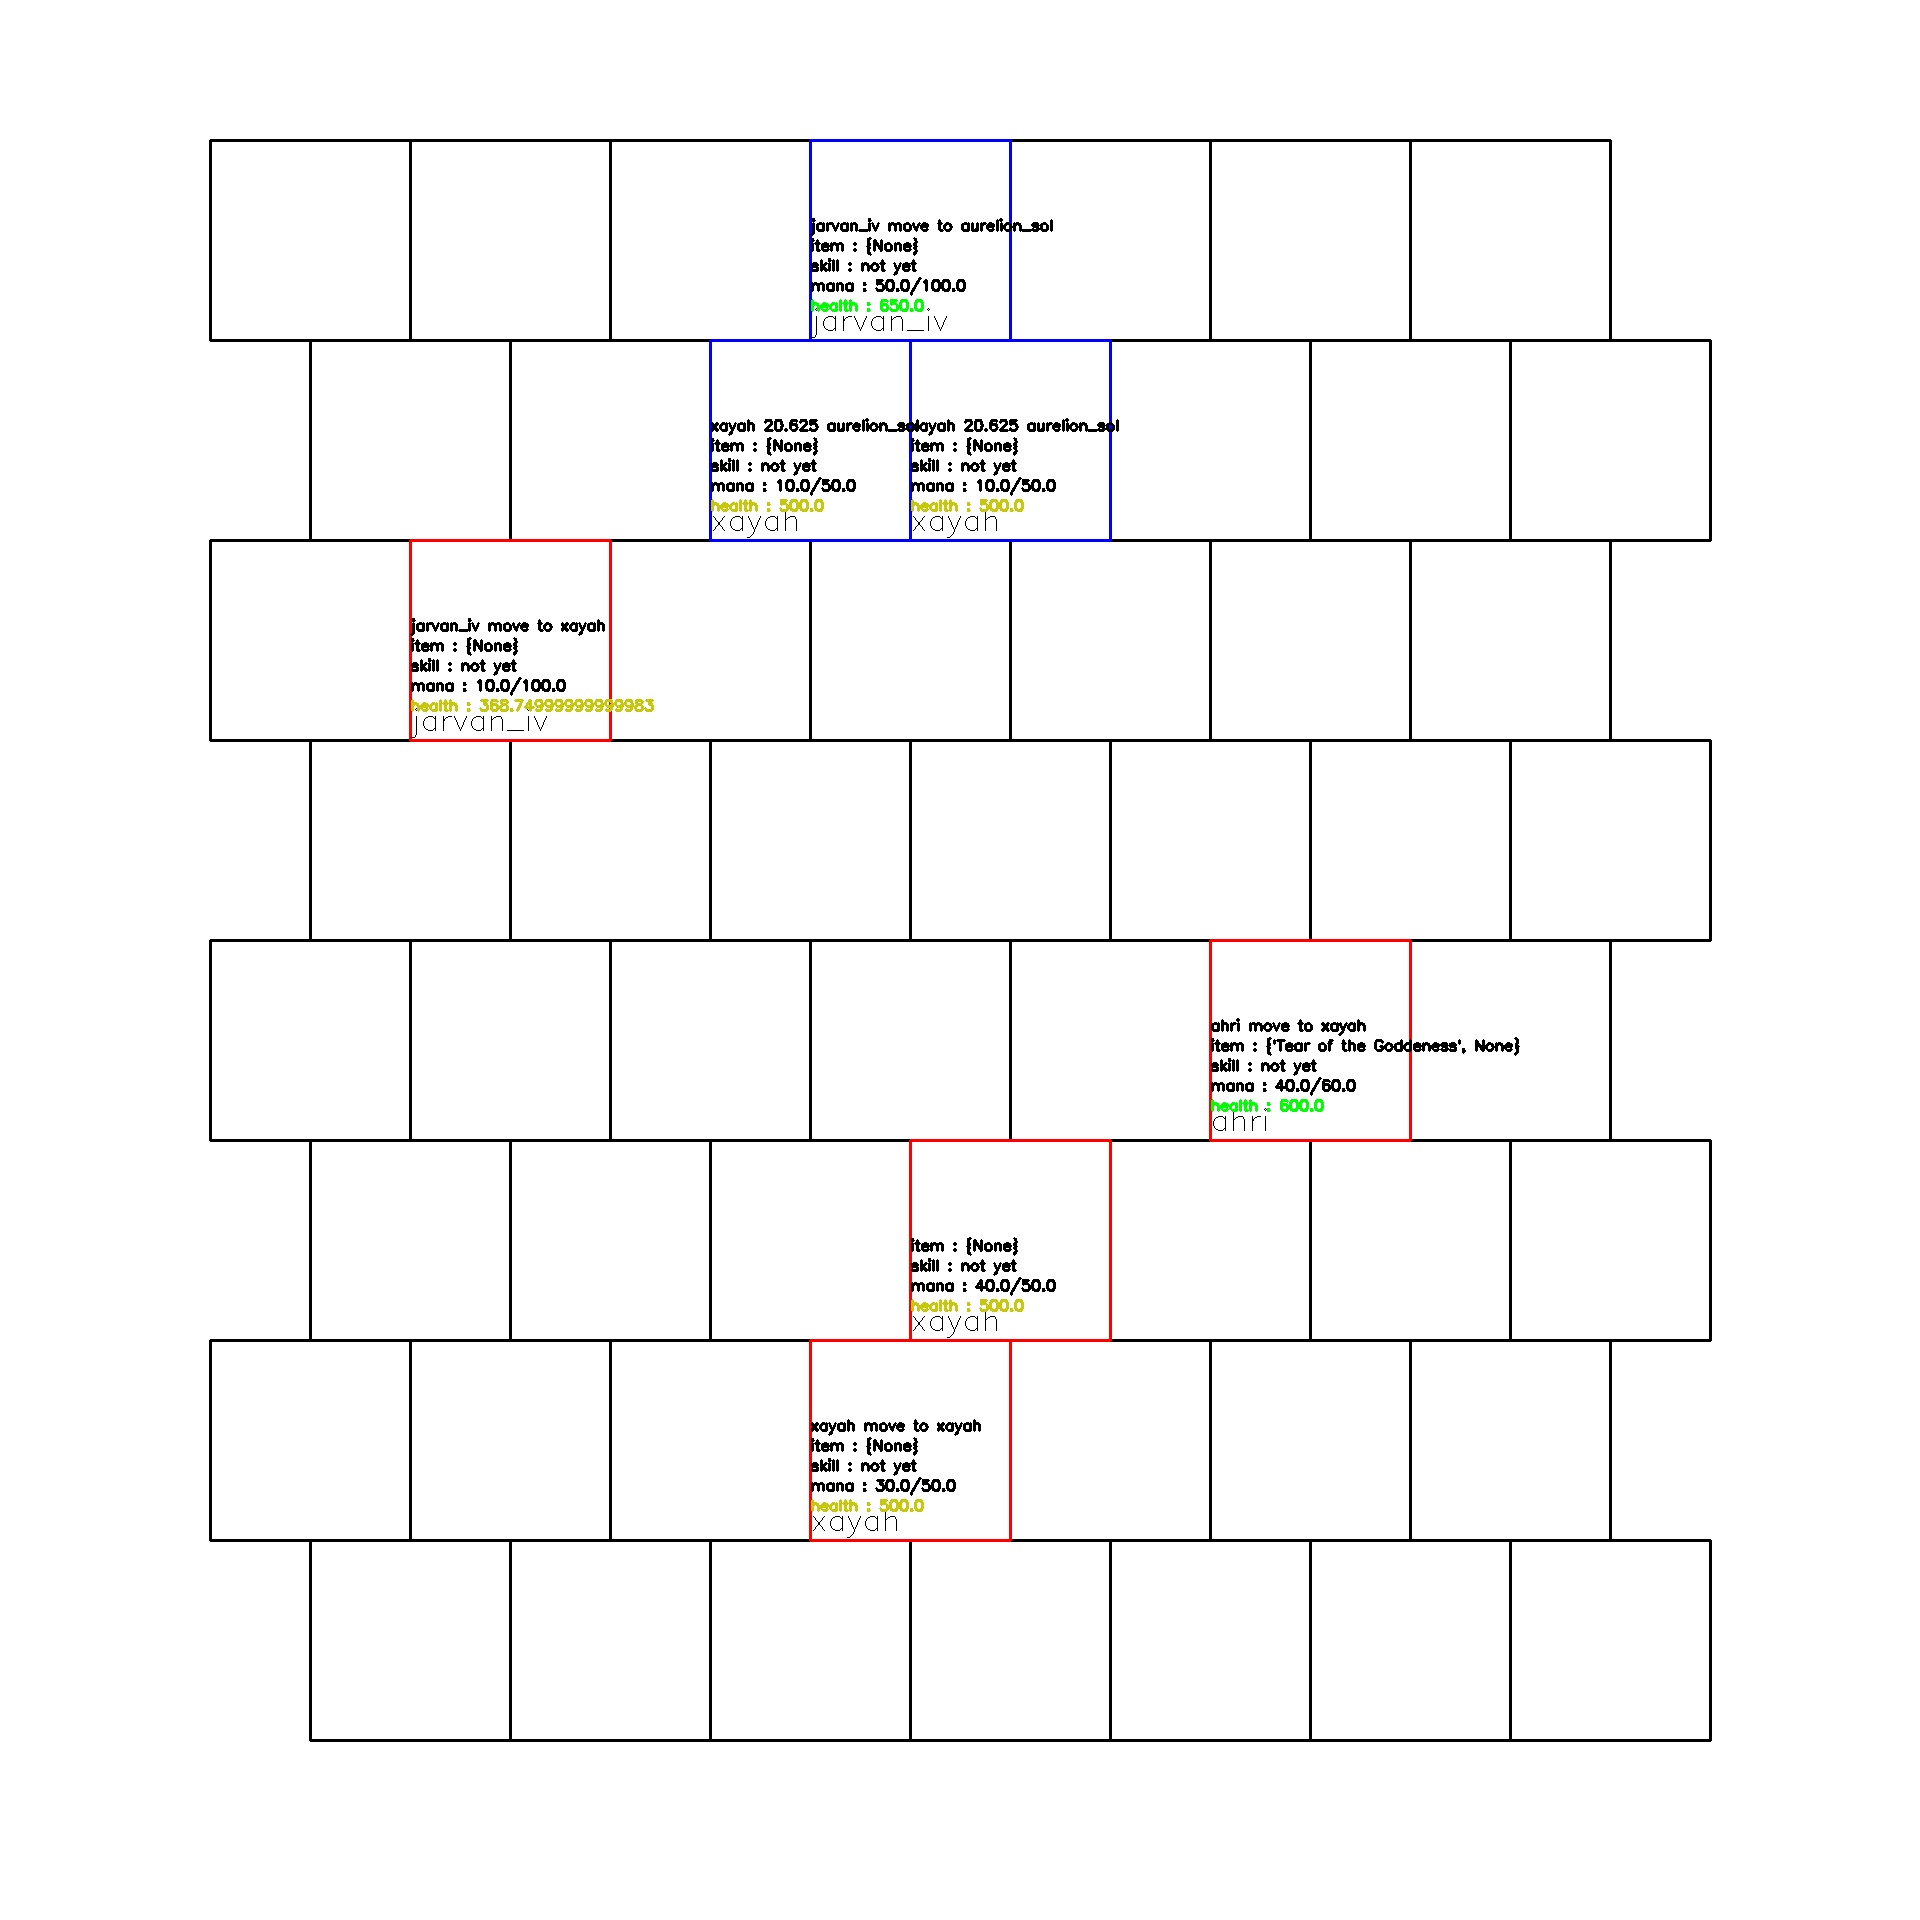 jarvan_iv move to aurelion_sol
item : {None}
skill : not yet
mana : 50.0/100.0
health : 650.0
jarvan_iv
xayah 20.625 aurelion_sol
item : {None}
skill : not yet
mana : 10.0/50.0
health : 500.0
xayah
xayah 20.625 aurelion_sol
item : {None}
skill : not yet
mana : 10.0/50.0
health : 500.0
xayah
jarvan_iv move to xayah
item : {None}
skill : not yet
mana : 10.0/100.0
health : 368.74999999999983
jarvan_iv
ahri move to xayah
item : {'Tear of the Goddeness', None}
skill : not yet
mana : 40.0/60.0
health : 600.0
ahri
item : {None}
skill : not yet
mana : 40.0/50.0
health : 500.0
xayah
xayah move to xayah
item : {None}
skill : not yet
mana : 30.0/50.0
health : 500.0
xayah